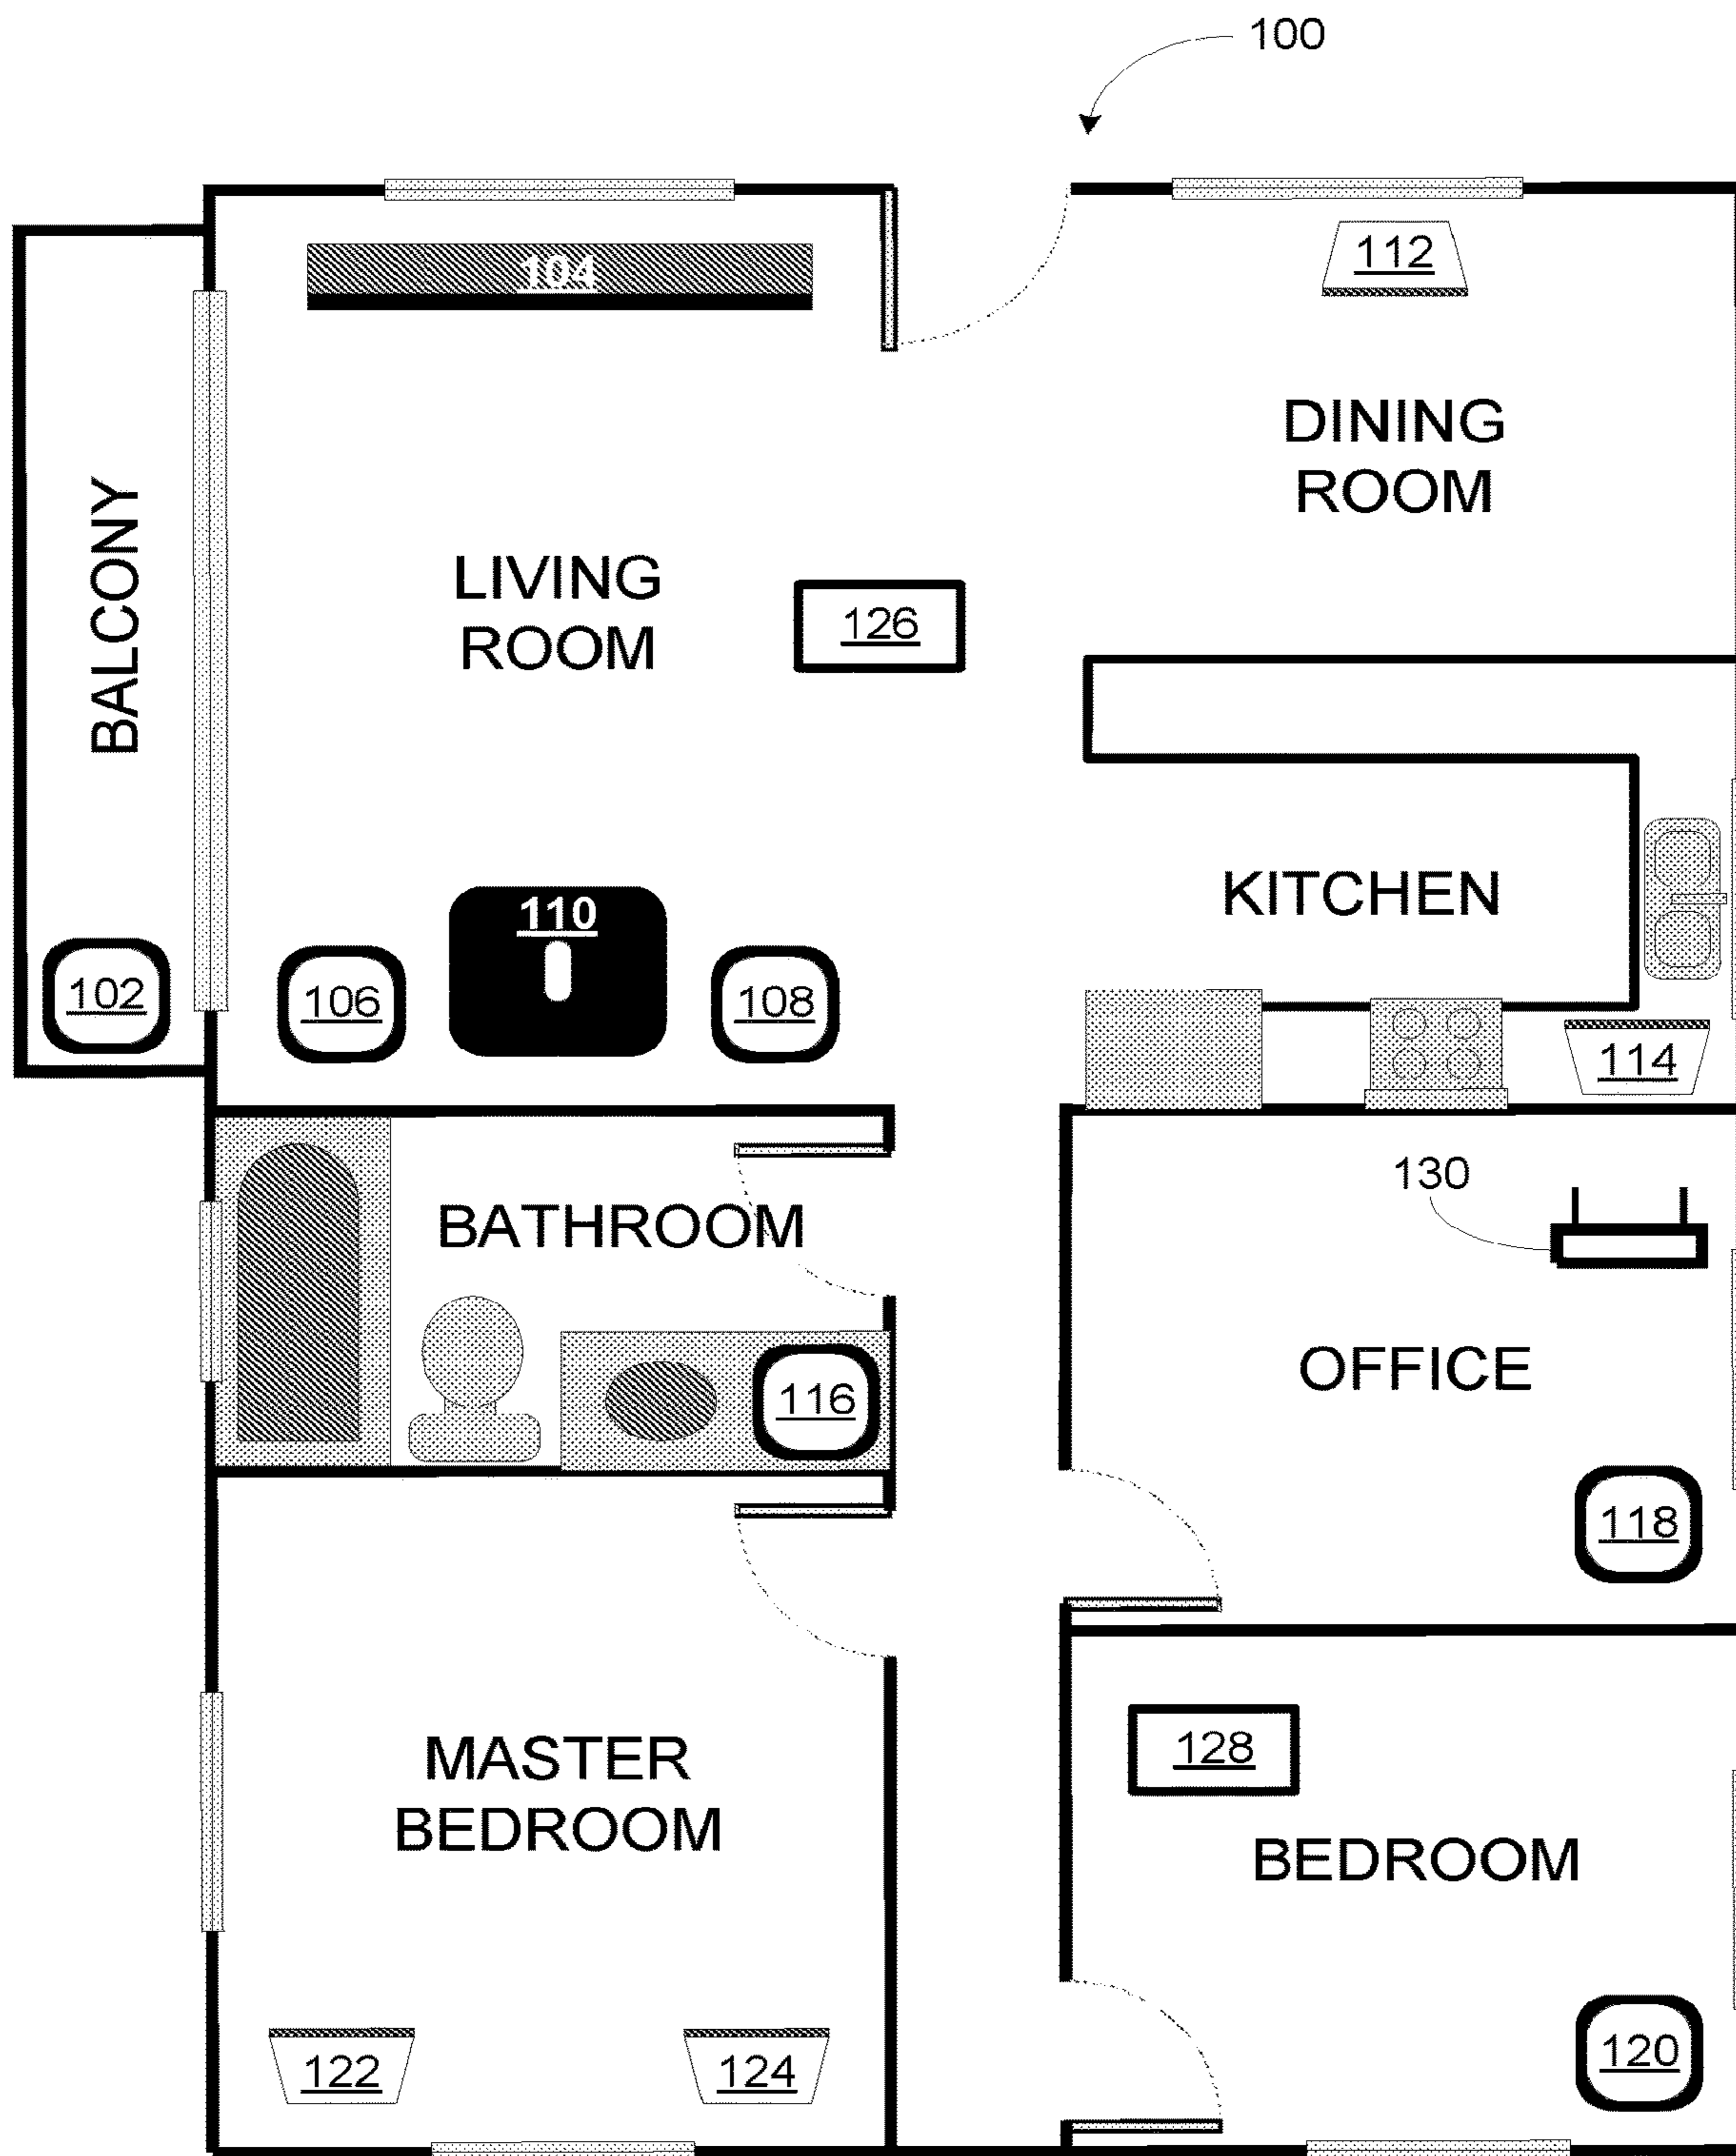 100
104
112
DINING
ROOM
BALCONY
LIVING
ROOM
126
KITCHEN
110
102
106
108
114
130
BATHROOM
OFFICE
116
118
MASTER
BEDROOM
128
BEDROOM
122
124
120